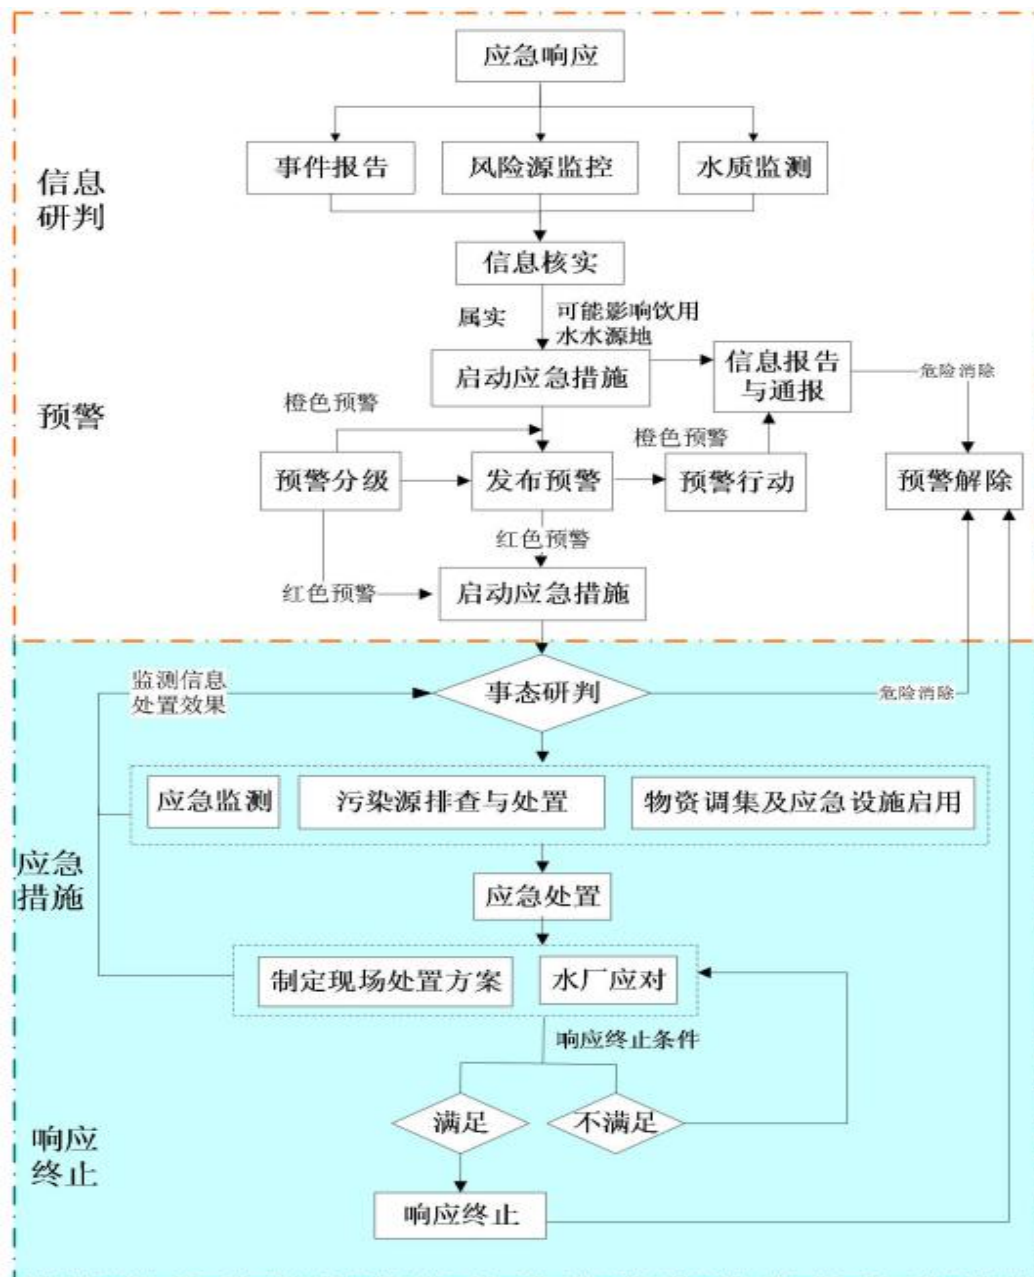 应急响应
事件报告
风险源监控
水质监测
信息
研判
信息核实
属实
可能影响饮用
水水源地
启动应急措施
信息报告
与通报
危险消除
预警
橙色预警
橙色预警
预警分级
发布预警
预警行动
预警解除
红色预警
红色预警
启动应急措施
监测信息
处置效果
事态研判
危险消除
应急监测
污染源排查与处置
物资调集及应急设施启用
应急
措施
应急处置
制定现场处置方案
水厂应对
响应终止条件
满足
不满足
响应
终止
响应终止